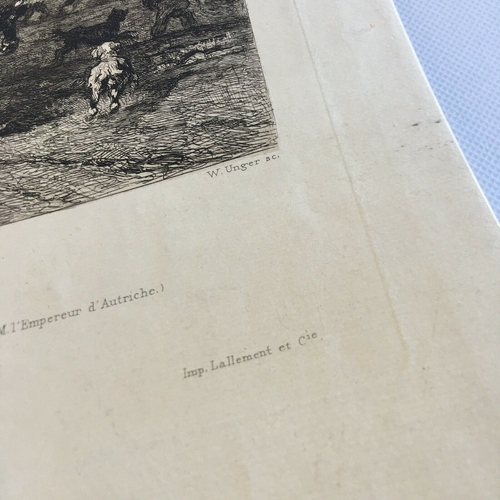 W. Unger sc.
M. l'Empereur d'Autriche.)
Imp. Lallement et Cie